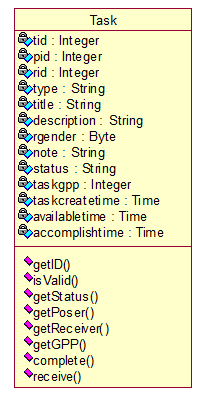 Task
tid : Integer
pid : Integer
rid : Integer
type : String
title : String
description : String
rgender : Byte
note : String
status : String
taskgpp : Integer
taskcreatetime : Time
availabletime : Time
accomplishtime : Time
getID()
isValid()
getStatus()
getPoser()
getReceiver()
getGPP()
complete()
receive()